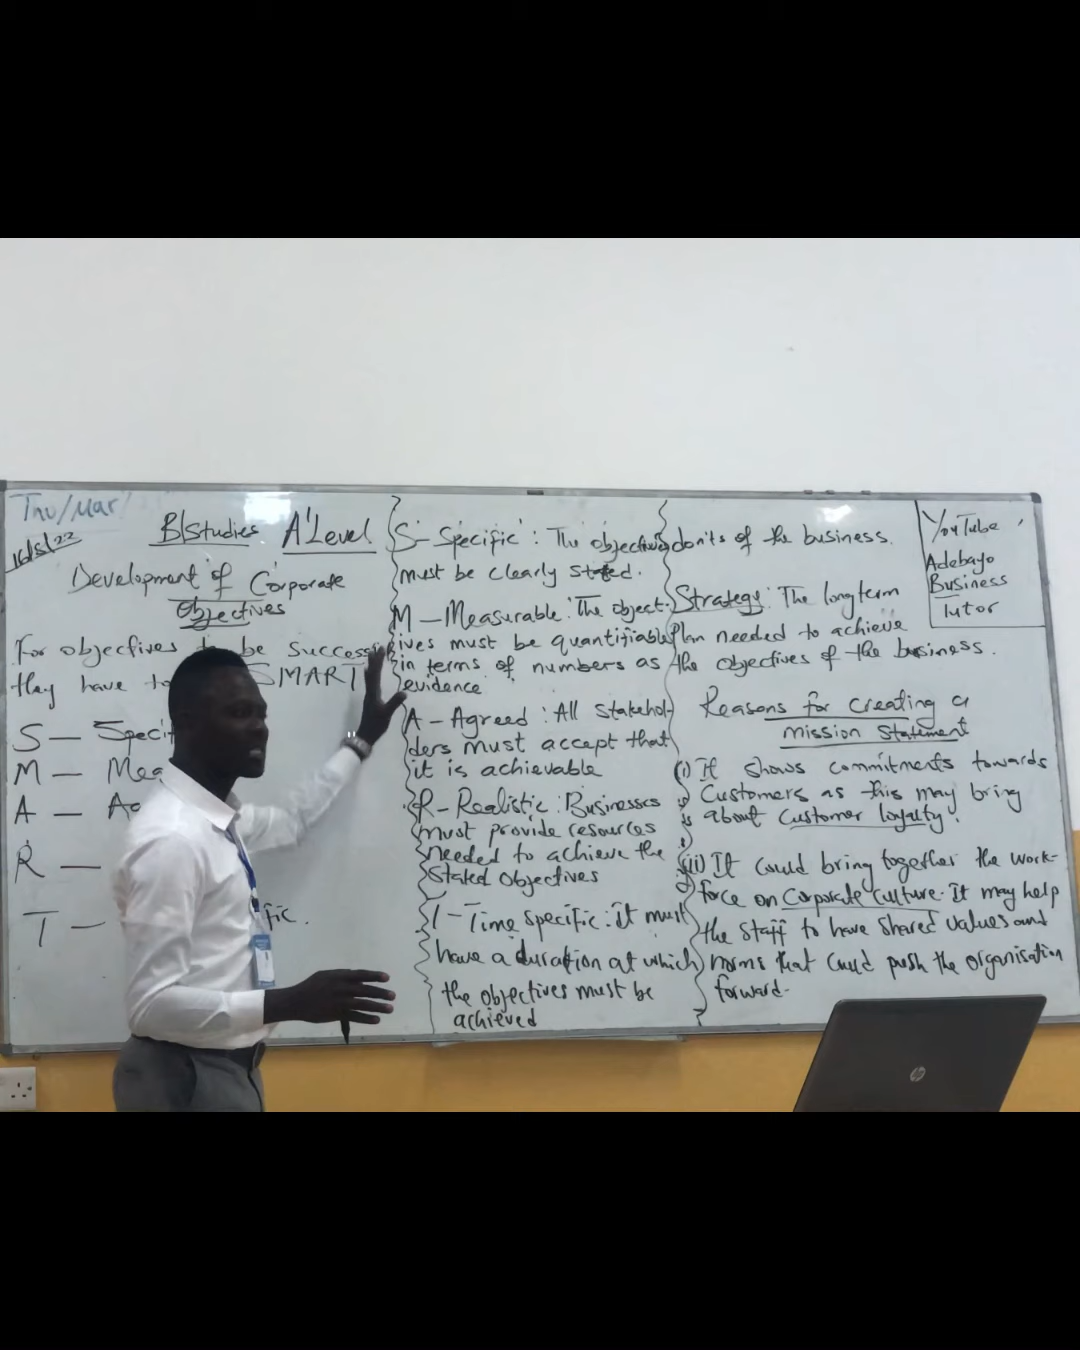 Thu/Mar/
16/5/22
B/Studies A'Level
Development of Corporate
Objectives
For objectives to be success
they have to SMART
S — Specif
M — Mea
A — A
R —
T — fic.
S - Specific : The objectives
must be clearly stated.
M - Measurable : The object-
ives must be quantifiable
in terms of numbers as
evidence
A - Agreed : All stakehol-
ders must accept that
it is achievable
R - Realistic : Businesses
must provide resources
needed to achieve the
stated objectives
T - Time specific : It must
have a duration at which
the objectives must be
achieved
don'ts of the business.
Strategy : The long term
Plan needed to achieve
the objectives of the business.
Reasons for creating a
mission statement
(i) It shows commitments towards
Customers as this may bring
about Customer loyalty.
(ii) It could bring together the work-
force on Corporate culture. It may help
the staff to have shared values and
norms that could push the organisation
forward.
YouTube
Adebayo
Business
Tutor
hp